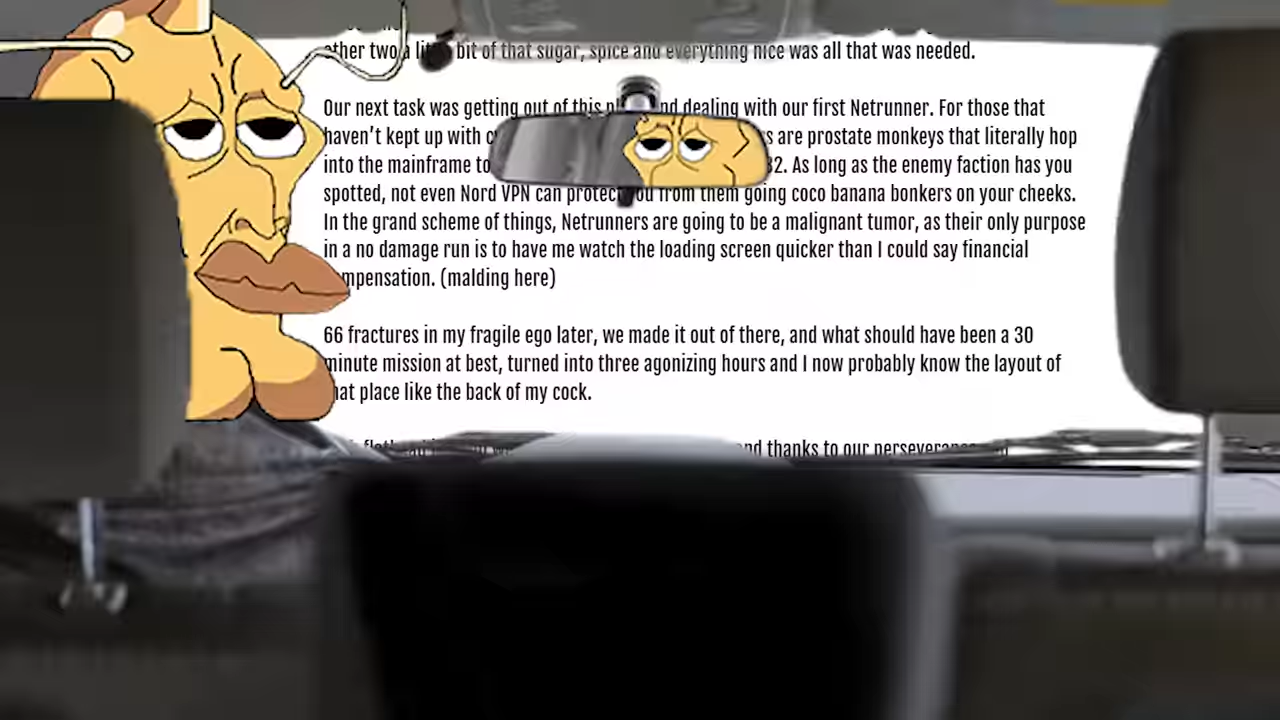 other two a little bit of that sugar, spice and everything nice was all that was needed.
Our next task was getting out of this and dealing with our first Netrunner. For those that
haven’t kept up with are prostate monkeys that literally hop
into the mainframe to 32. As long as the enemy faction has you
spotted, not even Nord VPN can protect you from them going coco banana bonkers on your cheeks.
In the grand scheme of things, Netrunners are going to be a malignant tumor, as their only purpose
in a no damage run is to have me watch the loading screen quicker than I could say financial
compensation. (malding here)
66 fractures in my fragile ego later, we made it out of there, and what should have been a 30
minute mission at best, turned into three agonizing hours and I now probably know the layout of
that place like the back of my cock.
and thanks to our perseverance